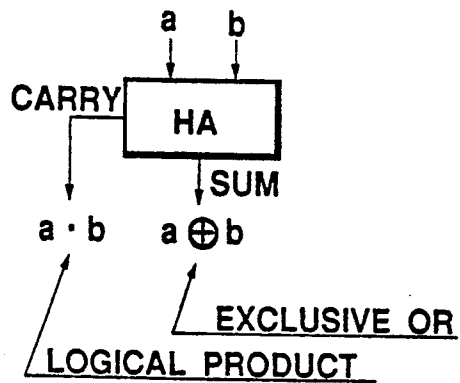 a b
CARRY
HA
SUM
a · b a ⊕ b
EXCLUSIVE OR
LOGICAL PRODUCT